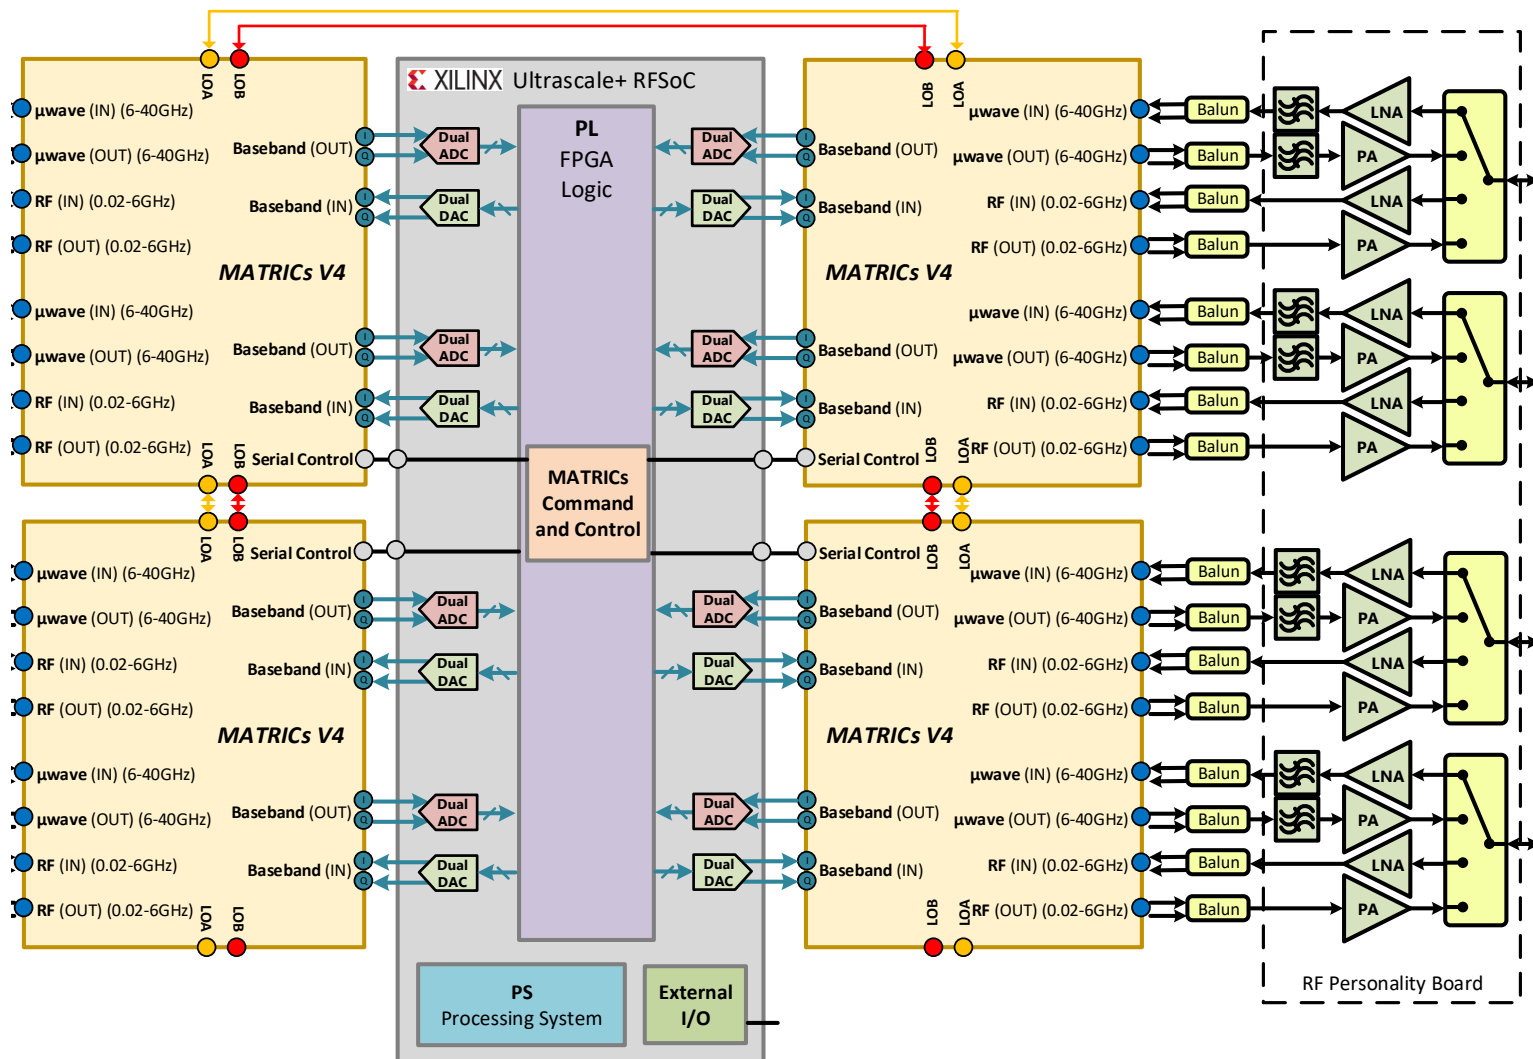 LOA
LOB
LOB
LOA
XILINX Ultrascale+ RFSoC
µwave (IN) (6-40GHz)
µwave (OUT) (6-40GHz)
RF (IN) (0.02-6GHz)
RF (OUT) (0.02-6GHz)
Baseband (OUT)
I
Q
Baseband (IN)
I
Q
MATRICs V4
µwave (IN) (6-40GHz)
µwave (OUT) (6-40GHz)
RF (IN) (0.02-6GHz)
RF (OUT) (0.02-6GHz)
Baseband (OUT)
I
Q
Baseband (IN)
I
Q
Serial Control
LOA
LOB
LOA
LOB
Serial Control
µwave (IN) (6-40GHz)
µwave (OUT) (6-40GHz)
RF (IN) (0.02-6GHz)
RF (OUT) (0.02-6GHz)
Baseband (OUT)
I
Q
Baseband (IN)
I
Q
MATRICs V4
µwave (IN) (6-40GHz)
µwave (OUT) (6-40GHz)
RF (IN) (0.02-6GHz)
RF (OUT) (0.02-6GHz)
Baseband (OUT)
I
Q
Baseband (IN)
I
Q
LOA
LOB
Dual
ADC
Dual
DAC
Dual
ADC
Dual
DAC
Dual
ADC
Dual
DAC
Dual
ADC
Dual
DAC
PL
FPGA
Logic
MATRICs
Command
and Control
PS
Processing System
External
I/O
Dual
ADC
Dual
DAC
Dual
ADC
Dual
DAC
Dual
ADC
Dual
DAC
Dual
ADC
Dual
DAC
I
Q
Baseband (OUT)
I
Q
Baseband (IN)
µwave (IN) (6-40GHz)
µwave (OUT) (6-40GHz)
RF (IN) (0.02-6GHz)
RF (OUT) (0.02-6GHz)
MATRICs V4
I
Q
Baseband (OUT)
I
Q
Baseband (IN)
µwave (IN) (6-40GHz)
µwave (OUT) (6-40GHz)
RF (IN) (0.02-6GHz)
RF (OUT) (0.02-6GHz)
Serial Control
LOB
LOA
LOB
LOA
Serial Control
I
Q
Baseband (OUT)
I
Q
Baseband (IN)
µwave (IN) (6-40GHz)
µwave (OUT) (6-40GHz)
RF (IN) (0.02-6GHz)
RF (OUT) (0.02-6GHz)
MATRICs V4
I
Q
Baseband (OUT)
I
Q
Baseband (IN)
µwave (IN) (6-40GHz)
µwave (OUT) (6-40GHz)
RF (IN) (0.02-6GHz)
RF (OUT) (0.02-6GHz)
LOB
LOA
Balun
LNA
Balun
PA
Balun
LNA
Balun
PA
Balun
LNA
Balun
PA
Balun
LNA
Balun
PA
Balun
LNA
Balun
PA
Balun
LNA
Balun
PA
Balun
LNA
Balun
PA
Balun
LNA
Balun
PA
RF Personality Board